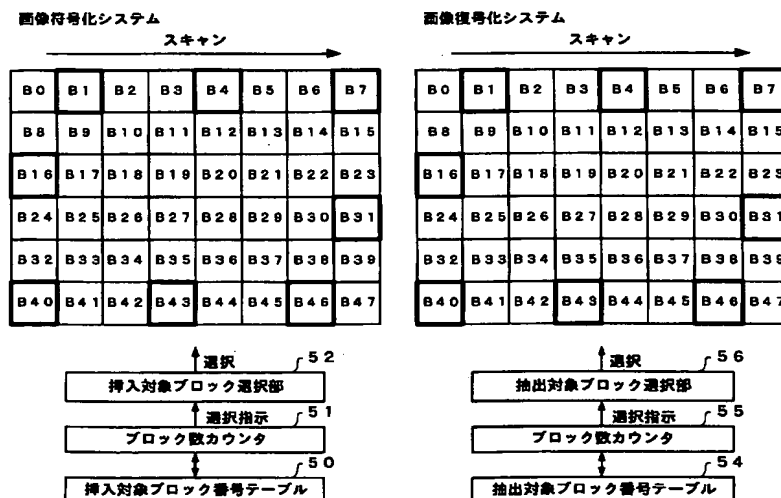 画像符号化システム
スキャン
B0 B1 B2 B3 B4 B5 B6 B7
B8 B9 B10 B11 B12 B13 B14 B15
B16 B17 B18 B19 B20 B21 B22 B23
B24 B25 B26 B27 B28 B29 B30 B31
B32 B33 B34 B35 B36 B37 B38 B39
B40 B41 B42 B43 B44 B45 B46 B47
選択
52
挿入対象ブロック選択部
選択指示
51
ブロック数カウンタ
50
挿入対象ブロック番号テーブル
画像復号化システム
スキャン
B0 B1 B2 B3 B4 B5 B6 B7
B8 B9 B10 B11 B12 B13 B14 B15
B16 B17 B18 B19 B20 B21 B22 B23
B24 B25 B26 B27 B28 B29 B30 B31
B32 B33 B34 B35 B36 B37 B38 B39
B40 B41 B42 B43 B44 B45 B46 B47
選択
56
抽出対象ブロック選択部
選択指示
55
ブロック数カウンタ
54
抽出対象ブロック番号テーブル